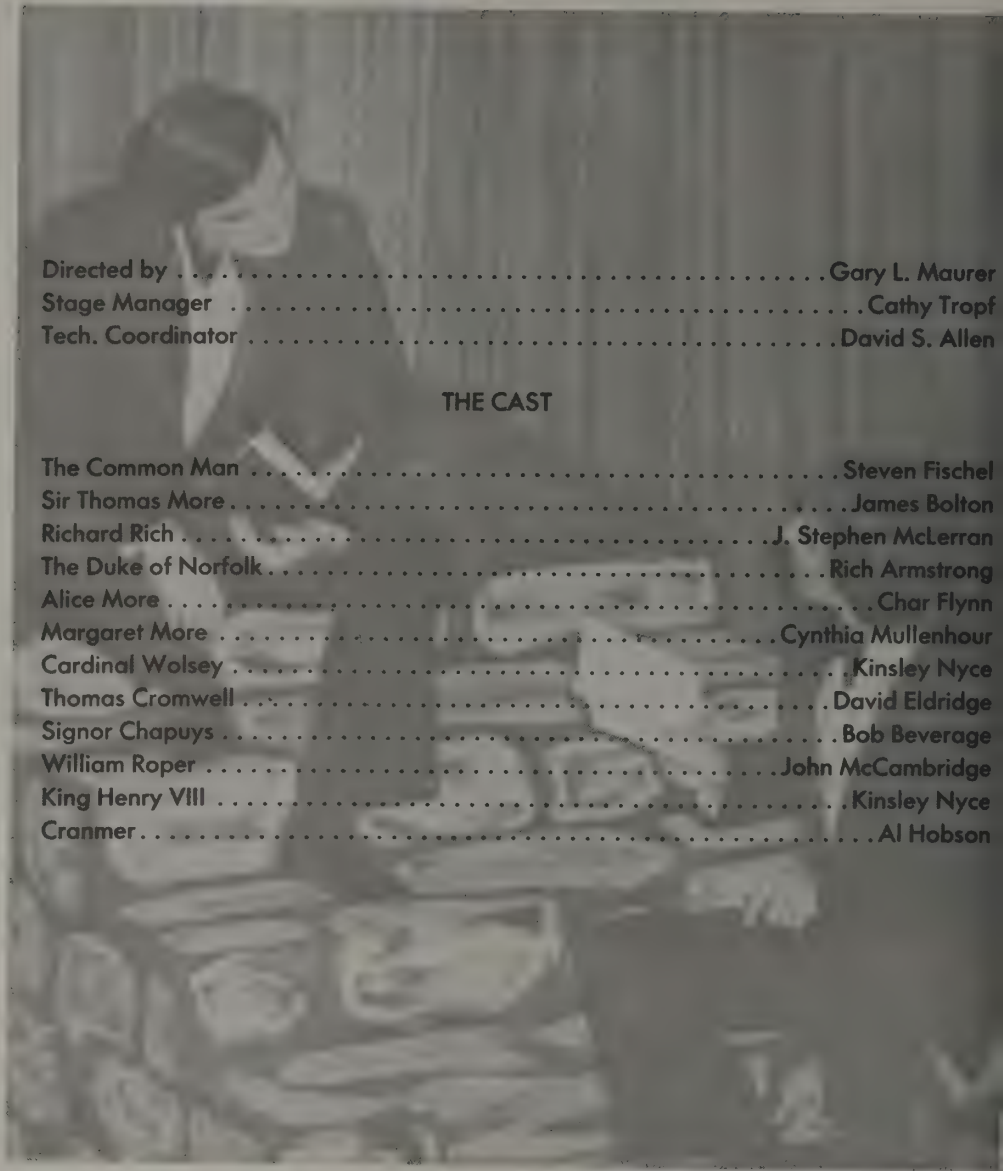 Directed by . . . . . . . . . . . . . . . . . . . . . . . . . . . . . . . . Gary L. Maurer
Stage Manager . . . . . . . . . . . . . . . . . . . . . . . . . . . . . . . . Cathy Tropf
Tech. Coordinator . . . . . . . . . . . . . . . . . . . . . . . . . . . . . . . . David S. Allen
THE CAST
The Common Man . . . . . . . . . . . . . . . . . . . . . . . . . . . . . . . . Steven Fischel
Sir Thomas More . . . . . . . . . . . . . . . . . . . . . . . . . . . . . . . . James Bolton
Richard Rich . . . . . . . . . . . . . . . . . . . . . . . . . . . . . . . . J. Stephen McLerran
The Duke of Norfolk . . . . . . . . . . . . . . . . . . . . . . . . . . . . . . . . Rich Armstrong
Alice More . . . . . . . . . . . . . . . . . . . . . . . . . . . . . . . . Char Flynn
Margaret More . . . . . . . . . . . . . . . . . . . . . . . . . . . . . . . . Cynthia Mullenhour
Cardinal Wolsey . . . . . . . . . . . . . . . . . . . . . . . . . . . . . . . . Kinsley Nyce
Thomas Cromwell . . . . . . . . . . . . . . . . . . . . . . . . . . . . . . . . David Eldridge
Signor Chapuys . . . . . . . . . . . . . . . . . . . . . . . . . . . . . . . . Bob Beverage
William Roper . . . . . . . . . . . . . . . . . . . . . . . . . . . . . . . . John McCambridge
King Henry VIII . . . . . . . . . . . . . . . . . . . . . . . . . . . . . . . . Kinsley Nyce
Cranmer . . . . . . . . . . . . . . . . . . . . . . . . . . . . . . . . Al Hobson